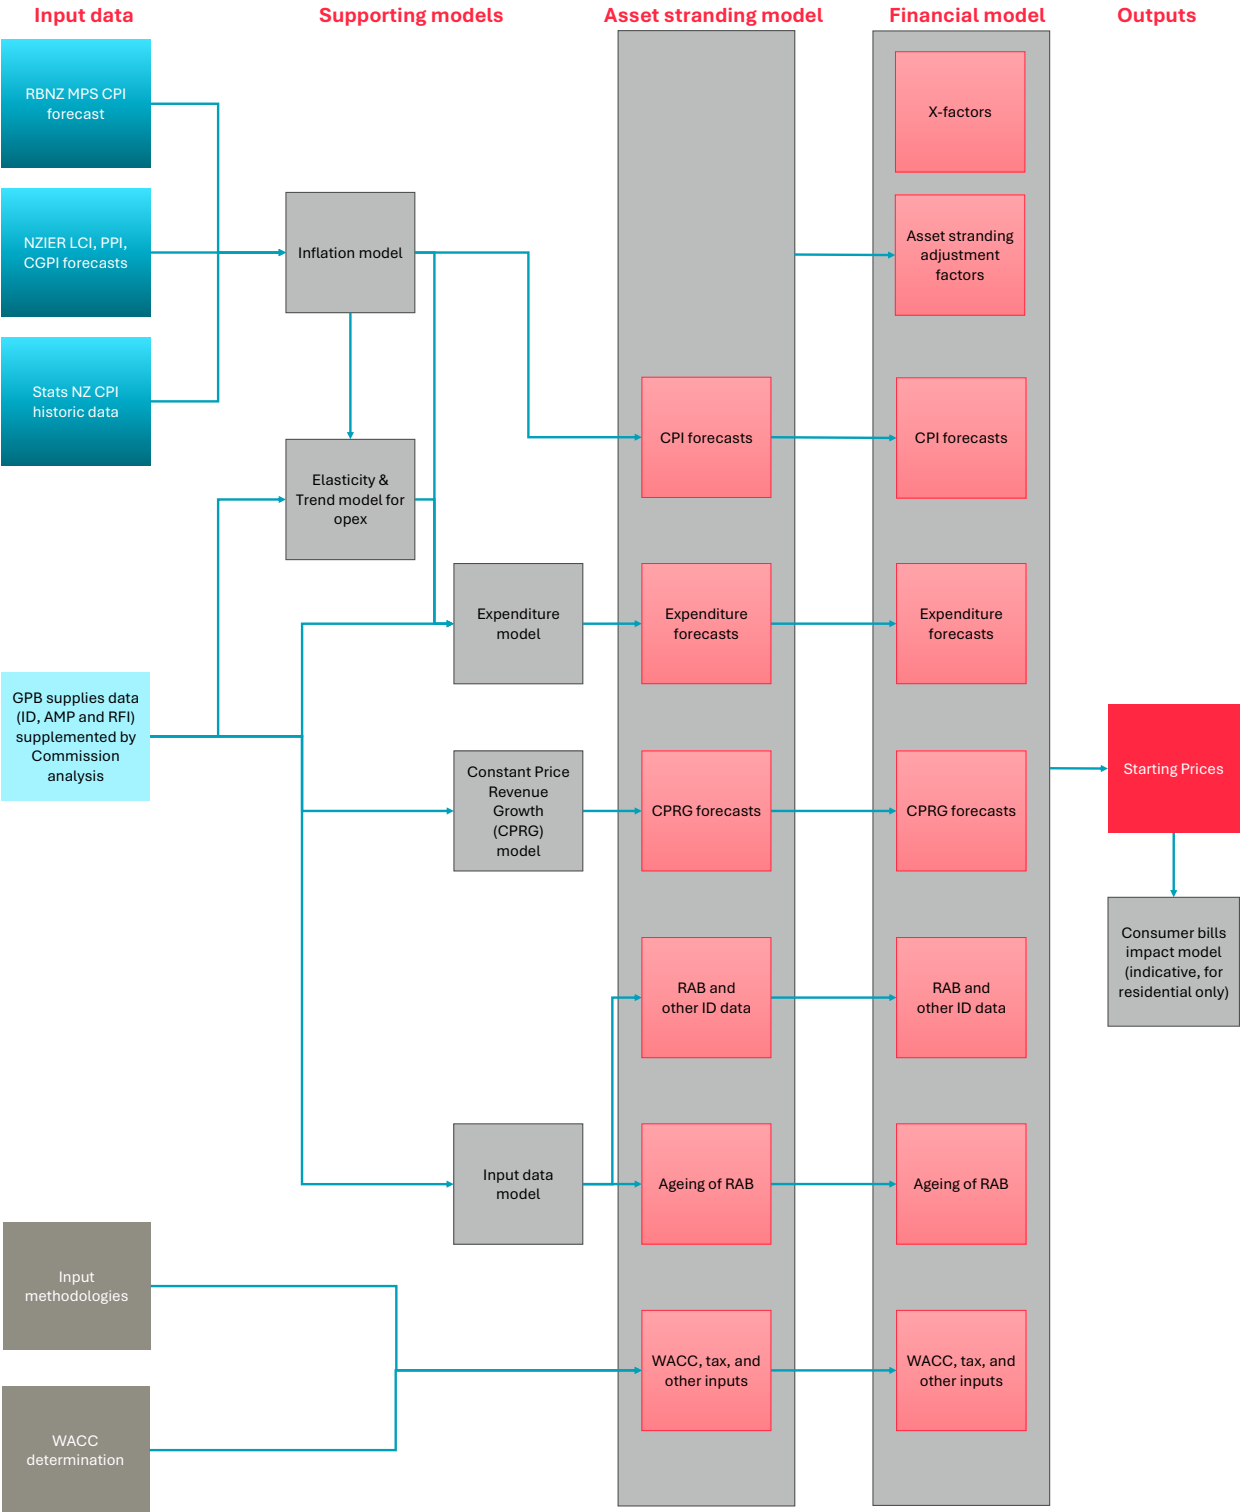 Input data
Supporting models
Asset stranding model
Financial model
Outputs
RBNZ MPS CPI
forecast
NZIER LCI, PPI,
CGPI forecasts
Stats NZ CPI
historic data
GPB supplies data
(ID, AMP and RFI)
supplemented by
Commission
analysis
Input
methodologies
WACC
determination
Inflation model
Elasticity &
Trend model for
opex
Expenditure
model
Constant Price
Revenue
Growth
(CPRG)
model
Input data
model
CPI forecasts
Expenditure
forecasts
CPRG forecasts
RAB and
other ID data
Ageing of RAB
WACC, tax, and
other inputs
X-factors
Asset stranding
adjustment
factors
CPI forecasts
Expenditure
forecasts
CPRG forecasts
RAB and
other ID data
Ageing of RAB
WACC, tax, and
other inputs
Starting Prices
Consumer bills
impact model
(indicative, for
residential only)